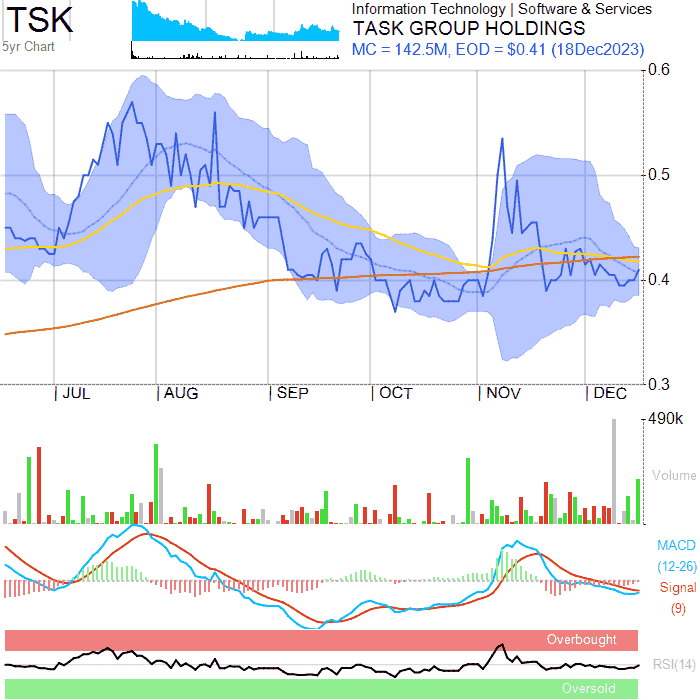 TSK
5yr Chart
Information Technology | Software & Services
TASK GROUP HOLDINGS
MC = 142.5M, EOD = $0.41 (18Dec2023)
0.6
0.5
0.4
0.3
JUL AUG SEP OCT NOV DEC
490k
Volume
MACD
(12-26)
Signal
(9)
Overbought
RSI(14)
Oversold